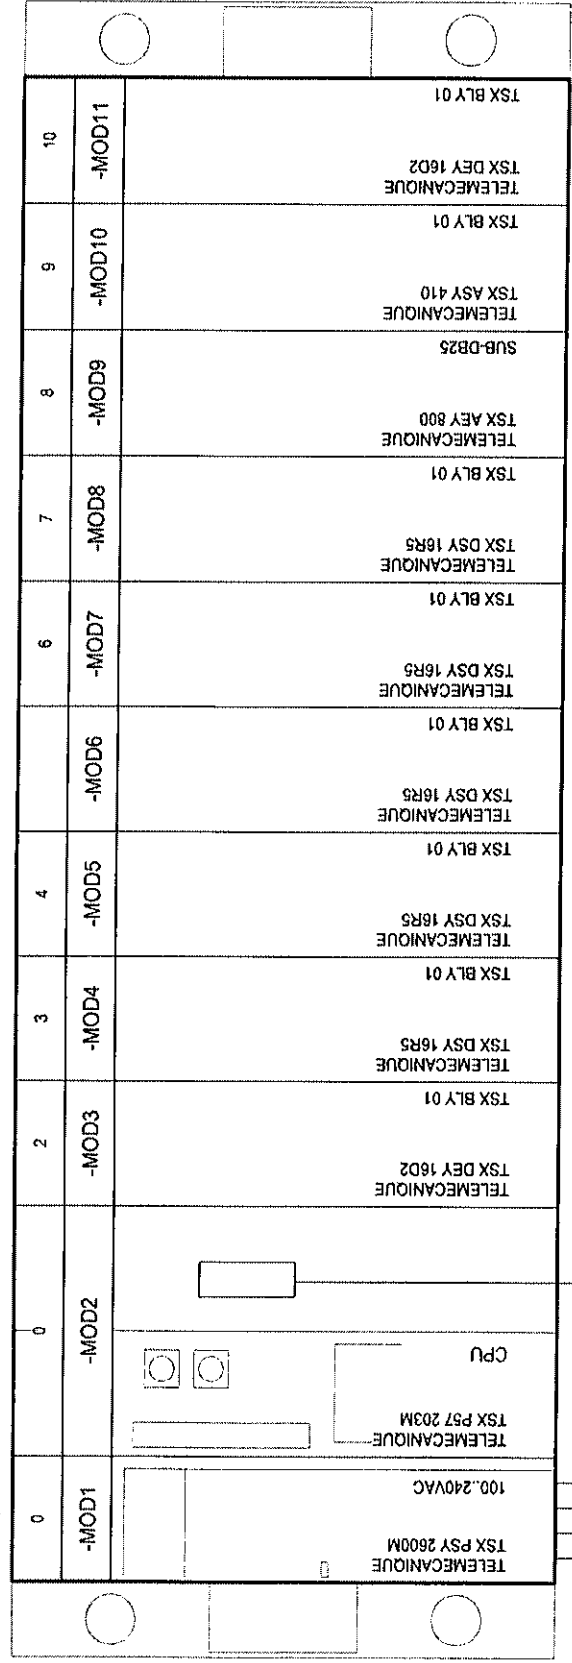 10
-MOD11
TSX BLY 01
TSX DEY 16D2
TELEMECANIQUE
9
-MOD10
TSX BLY 01
TSX ASY 410
TELEMECANIQUE
8
-MOD9
SUB-DB25
TSX AEY 800
TELEMECANIQUE
7
-MOD8
TSX BLY 01
TSX DSY 16R5
TELEMECANIQUE
6
-MOD7
TSX BLY 01
TSX DSY 16R5
TELEMECANIQUE
-MOD6
TSX BLY 01
TSX DSY 16R5
TELEMECANIQUE
4
-MOD5
TSX BLY 01
TSX DSY 16R5
TELEMECANIQUE
3
-MOD4
TSX BLY 01
TSX DSY 16R5
TELEMECANIQUE
2
-MOD3
TSX BLY 01
TSX DEY 16D2
TELEMECANIQUE
0
-MOD2
CPU
TSX P57 203M
TELEMECANIQUE
0
-MOD1
100..240VAC
TSX PSY 2600M
TELEMECANIQUE